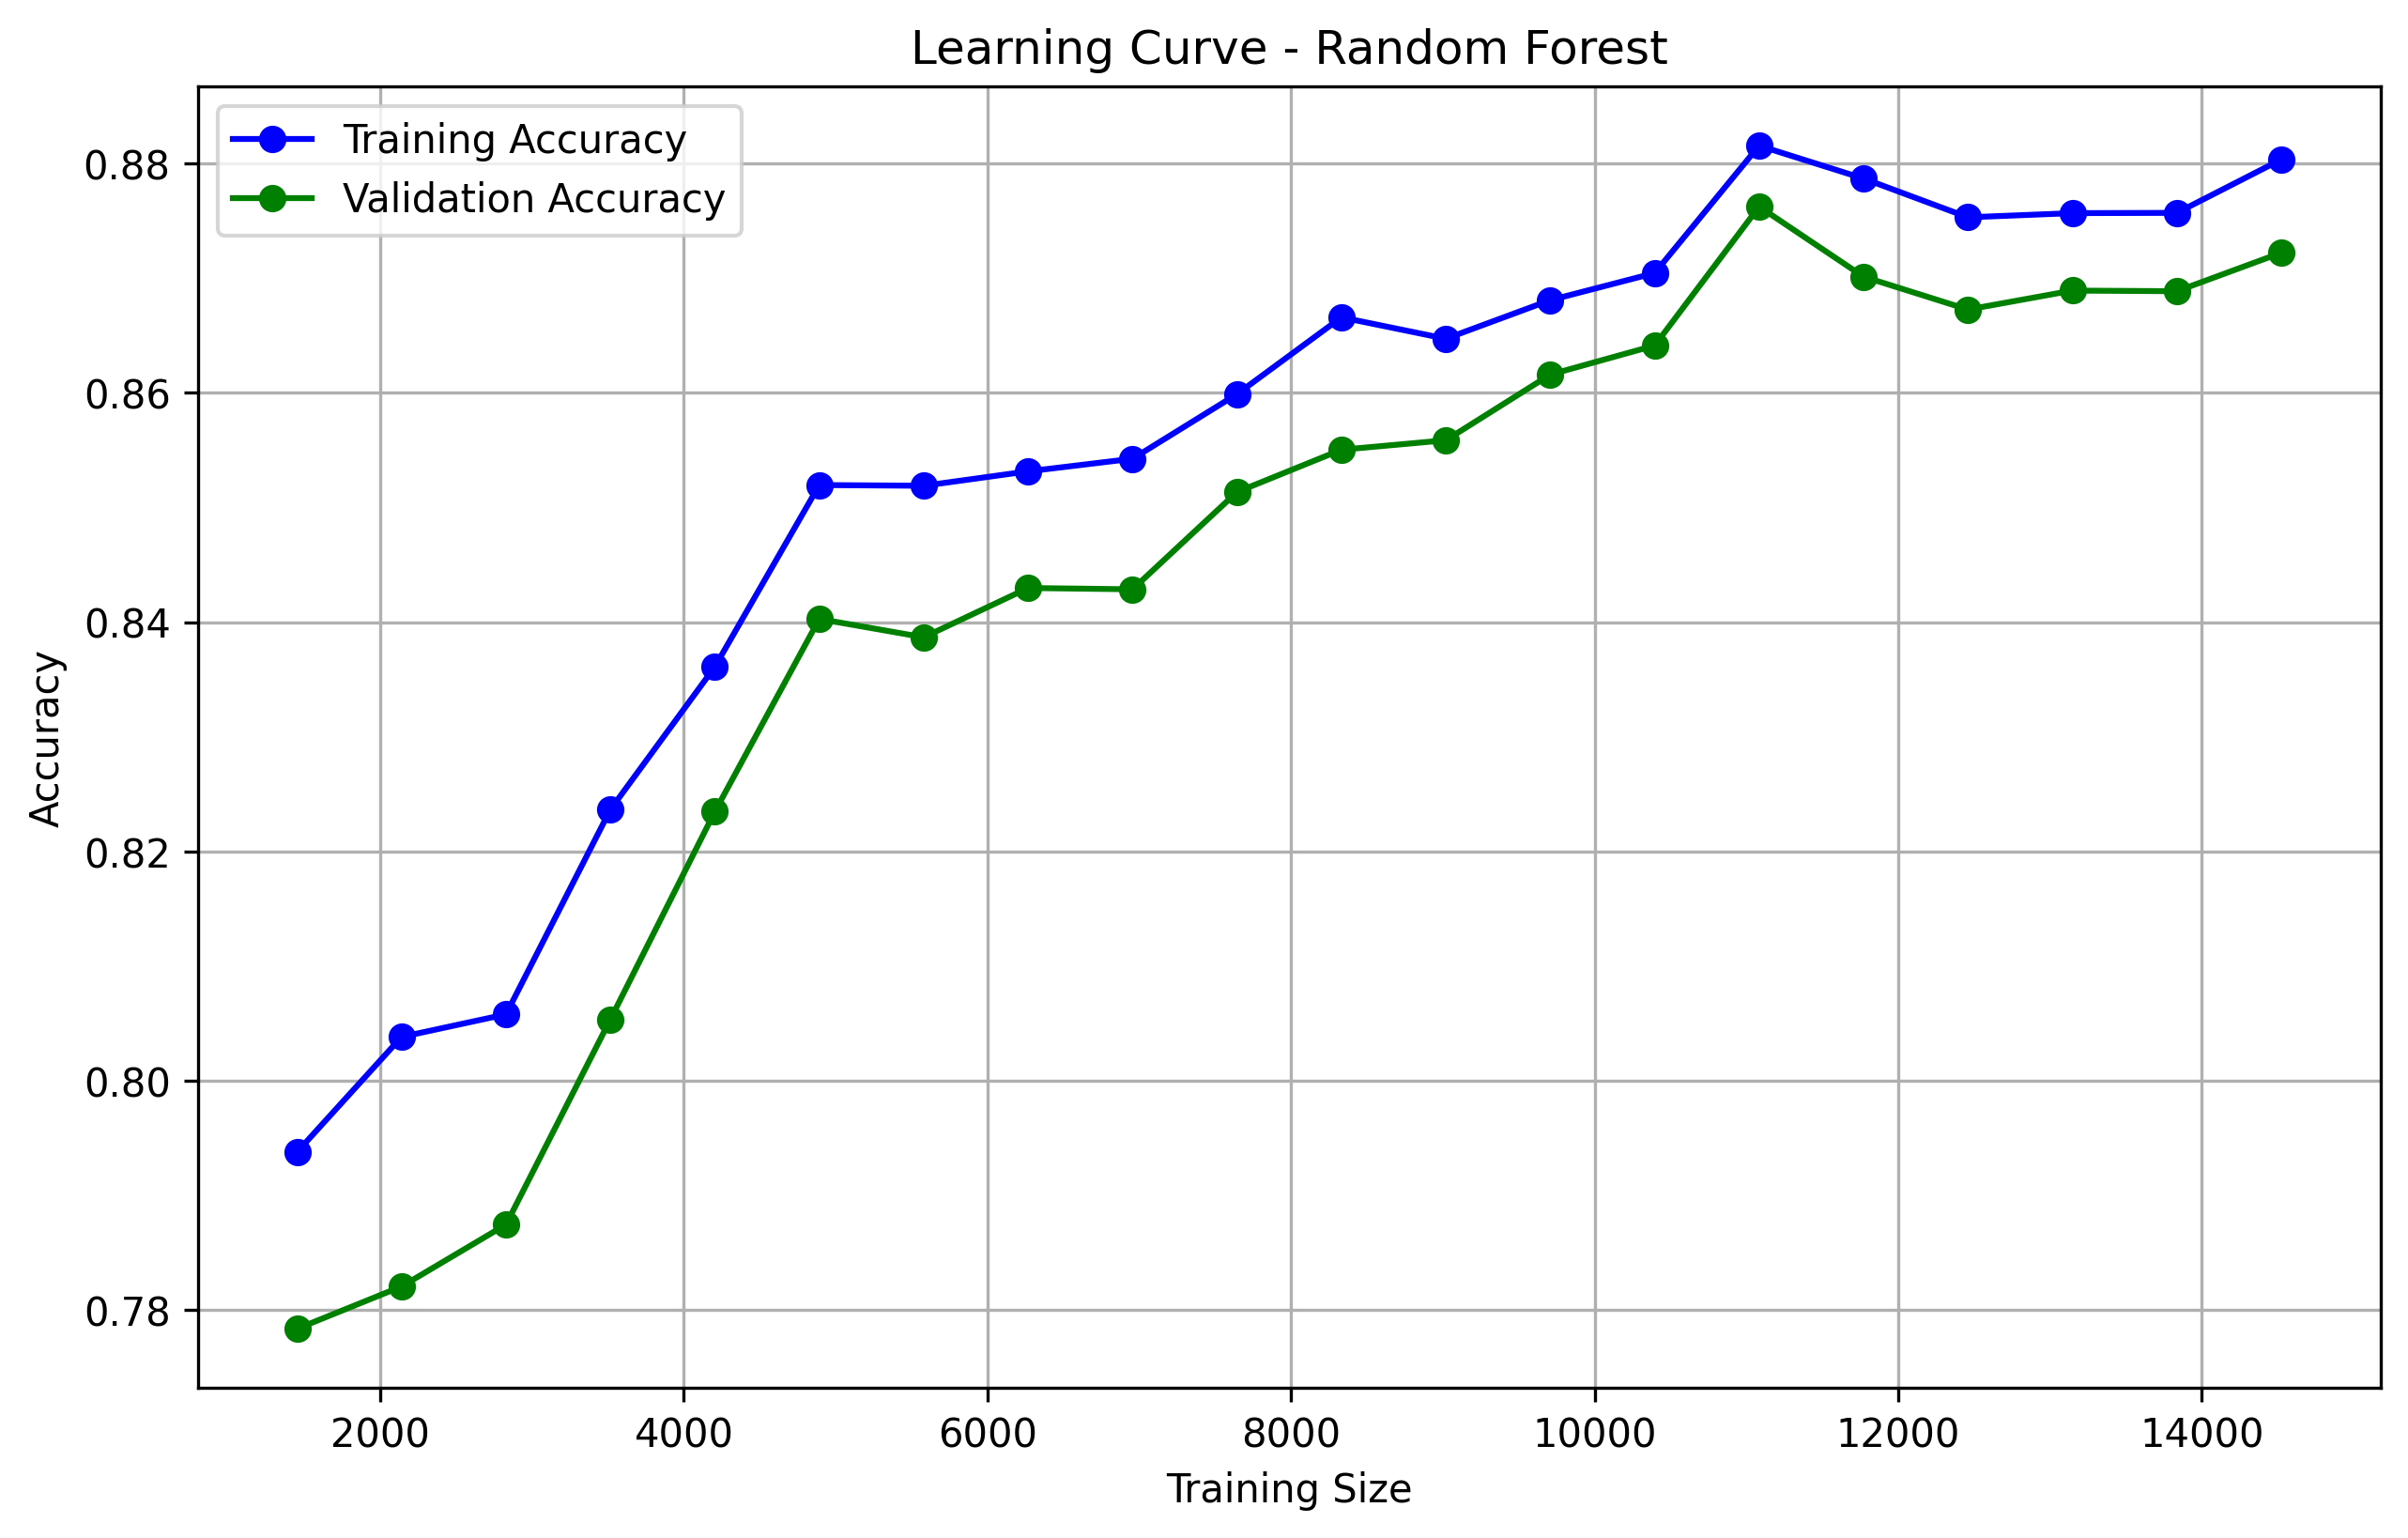 Learning Curve - Random Forest
Training Accuracy
Validation Accuracy
0.88
0.86
0.84
0.82
0.80
0.78
Accuracy
2000 4000 6000 8000 10000 12000 14000
Training Size